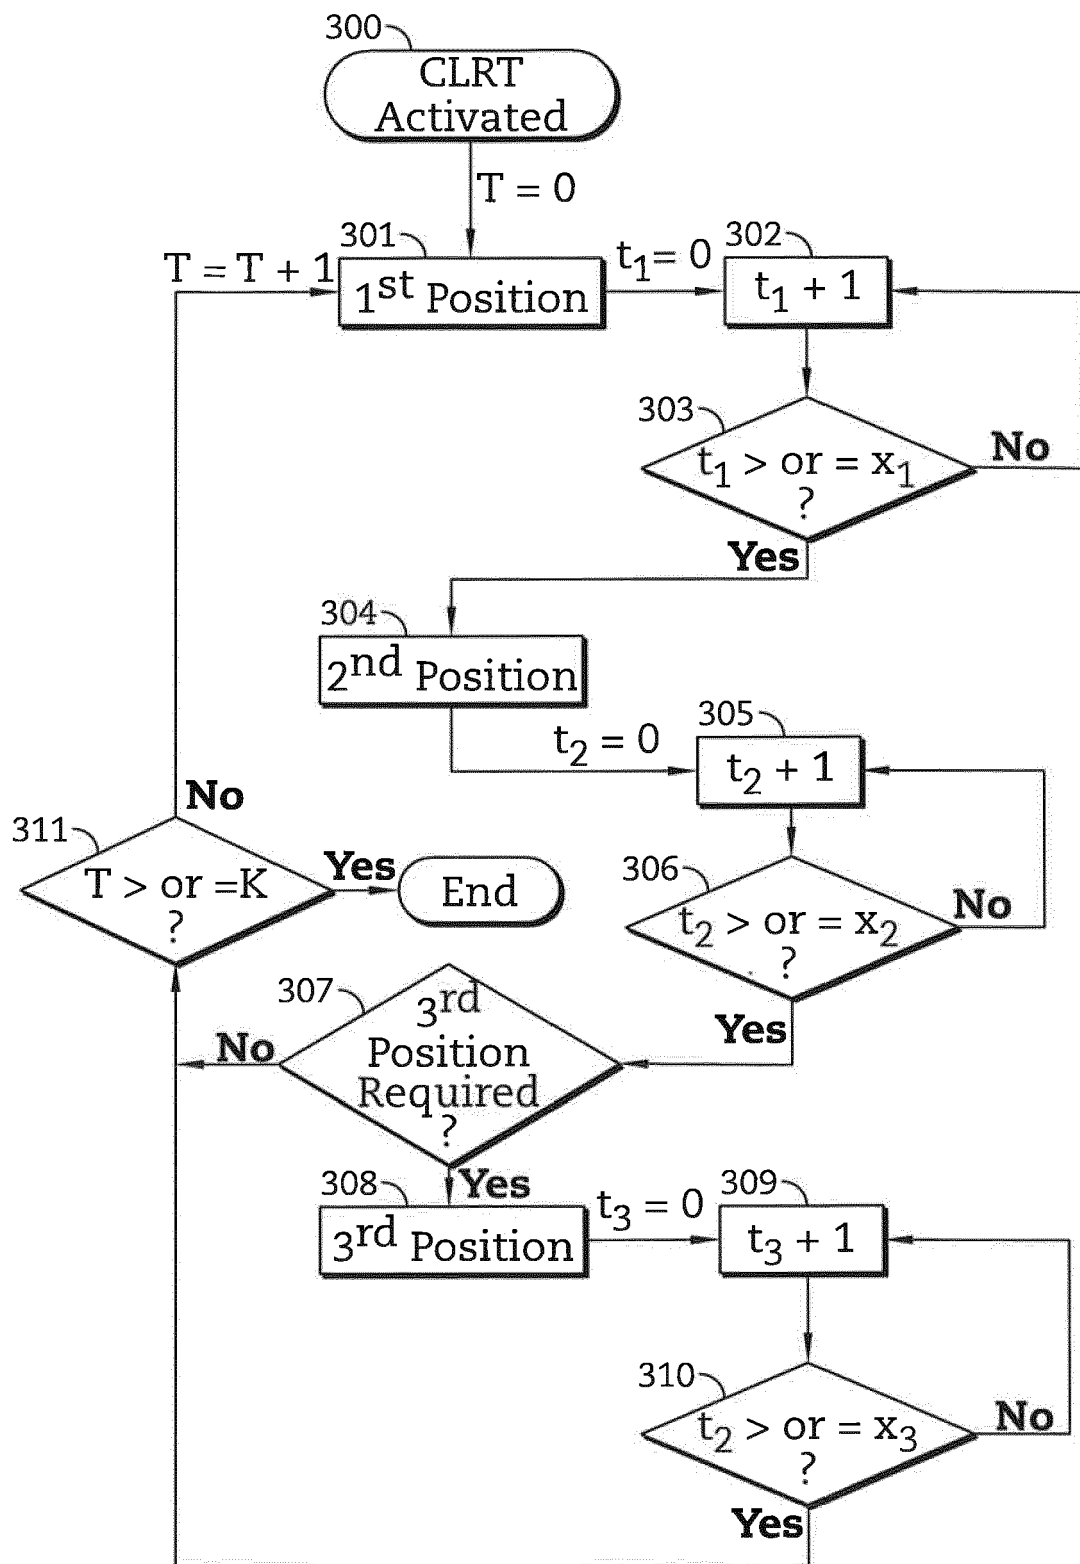 300
CLRT
Activated
T = 0
301
T = T + 1
1st Position
t1= 0
302
t1 + 1
303
t1 > or = x1
?
No
Yes
304
2nd Position
t2 = 0
305
t2 + 1
No
311
T > or =K
?
Yes
End
306
t2 > or = x2
?
No
Yes
307
3rd
Position
Required
?
No
Yes
308
3rd Position
t3 = 0
309
t3 + 1
310
t2 > or = x3
?
No
Yes